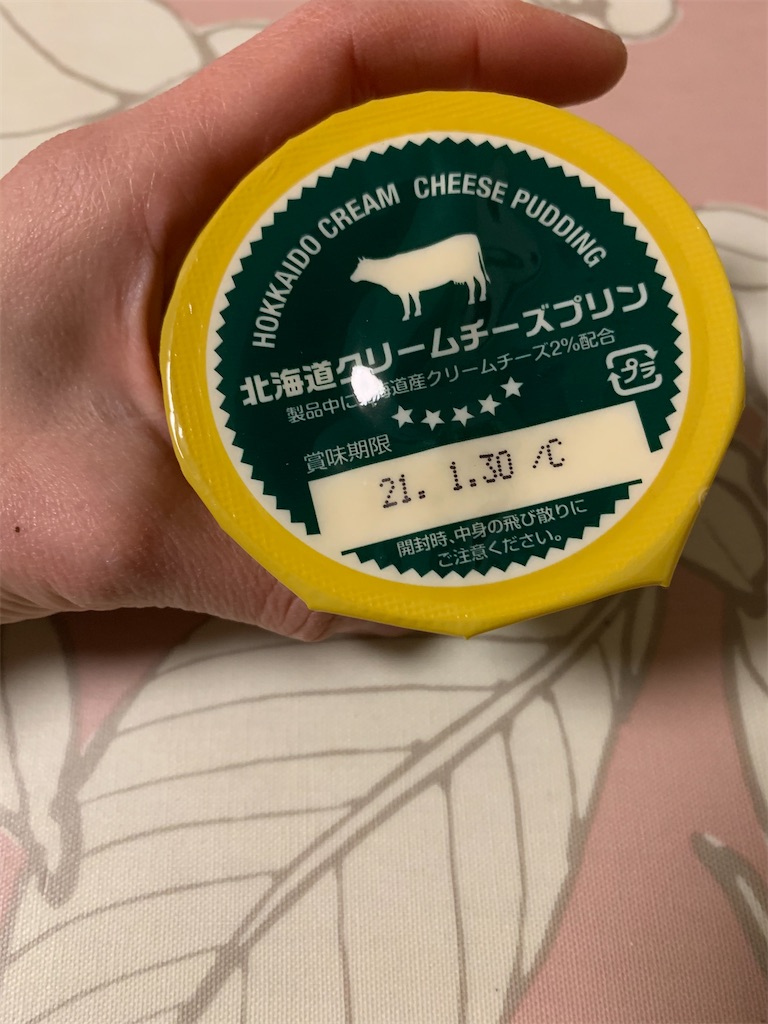 HOKKAIDO CREAM CHEESE PUDDING
北海道クリームチーズプリン
製品中に北海道産クリームチーズ2%配合
プラ
賞味期限
21. 1.30 /C
開封時、中身の飛び散りに
ご注意ください。